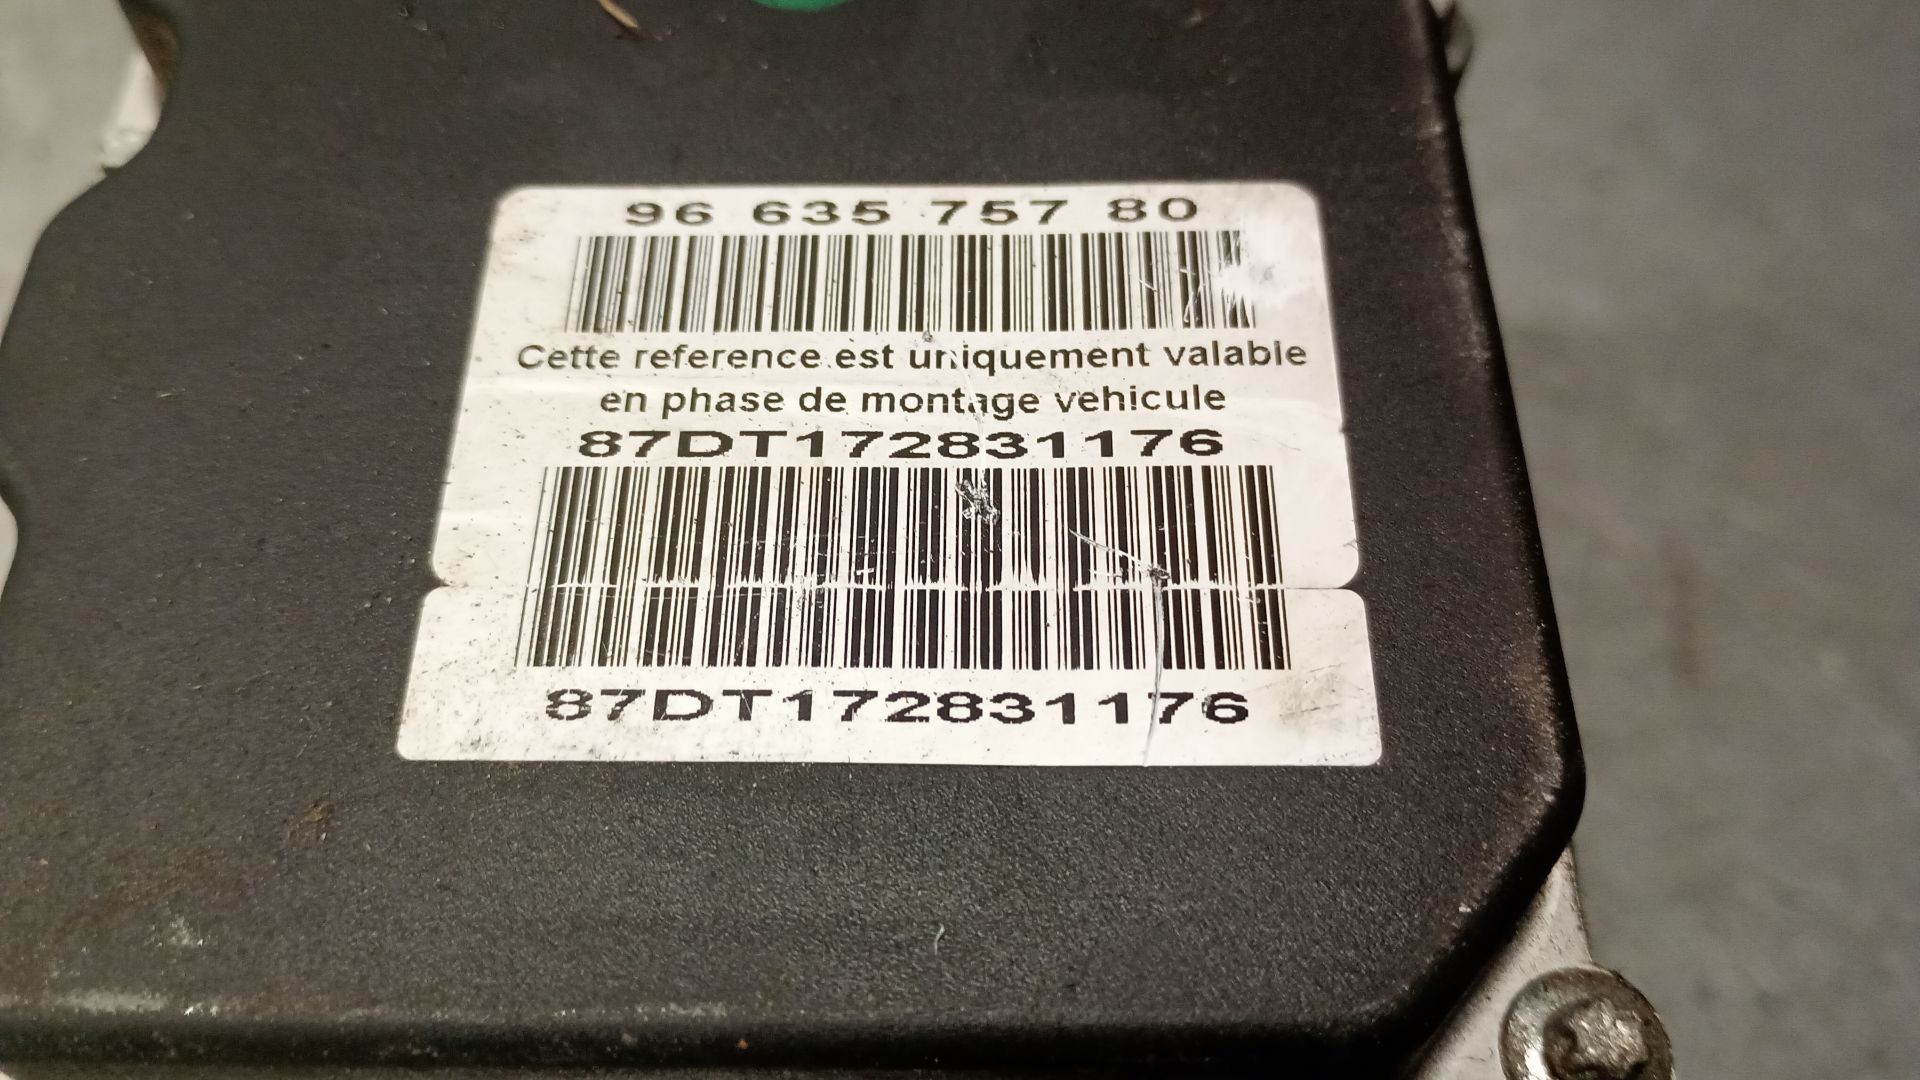 96 635 757 80
Cette reference est uniquement valable
en phase de montage vehicule
87DT172831176
87DT172831176